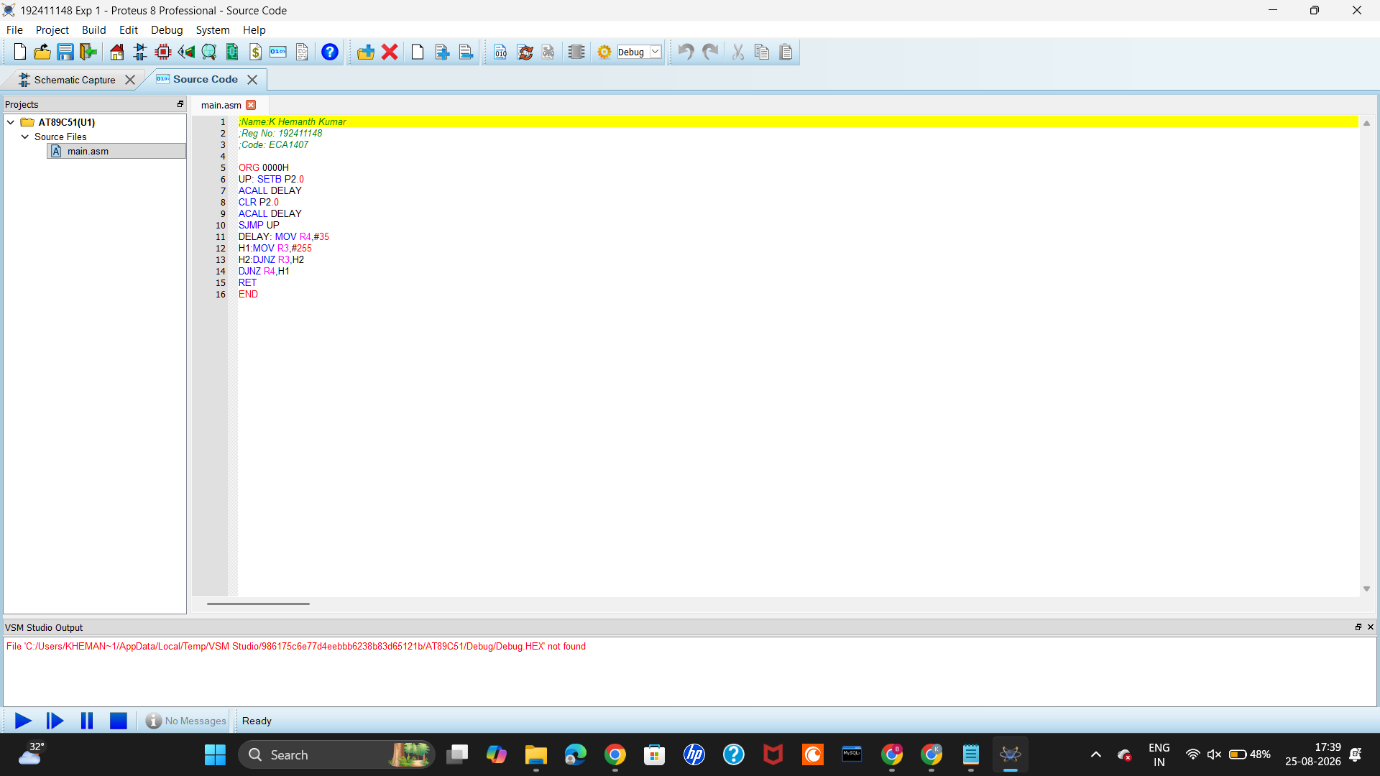 192411148 Exp 1 - Proteus 8 Professional - Source Code
File Project Build Edit Debug System Help
Debug
Schematic Capture Source Code
Projects
main.asm
AT89C51(U1)
Source Files
main.asm
1 ;Name:K Hemanth Kumar
2 ;Reg No: 192411148
3 ;Code: ECA1407
4
5 ORG 0000H
6 UP: SETB P2.0
7 ACALL DELAY
8 CLR P2.0
9 ACALL DELAY
10 SJMP UP
11 DELAY: MOV R4,#35
12 H1:MOV R3,#255
13 H2:DJNZ R3,H2
14 DJNZ R4,H1
15 RET
16 END
VSM Studio Output
File 'C:/Users/KHEMAN~1/AppData/Local/Temp/VSM Studio/986175c6e77d4eebbb6238b83d65121b/AT89C51/Debug/Debug.HEX' not found
No Messages Ready
32°
Search
ENG
IN
48%
17:39
25-08-2026